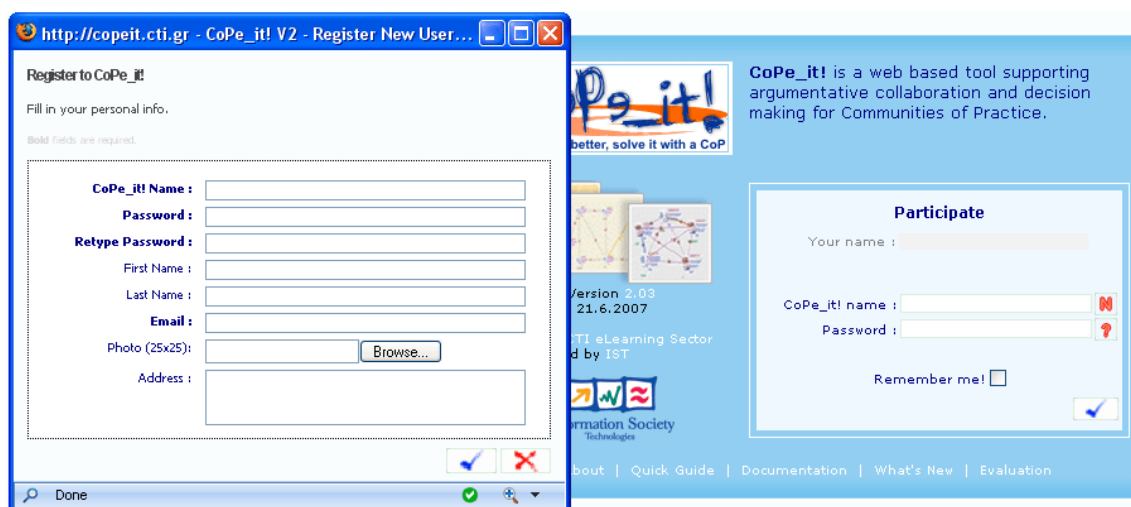 http://copeit.cti.gr - CoPe_it! V2 - Register New User...
Register to CoPe_it!
Fill in your personal info.
Bold fields are required.
CoPe_it! Name :
Password :
Retype Password :
First Name :
Last Name :
Email :
Photo (25x25):
Browse...
Address :
Done
Pe_it!
better, solve it with a CoP
CoPe_it! is a web based tool supporting
argumentative collaboration and decision
making for Communities of Practice.
Version 2.03
21.6.2007
CTI eLearning Sector
d by IST
rmation Society
Technologies
Participate
Your name :
CoPe_it! name :
N
Password :
?
Remember me!
bout | Quick Guide | Documentation | What's New | Evaluation